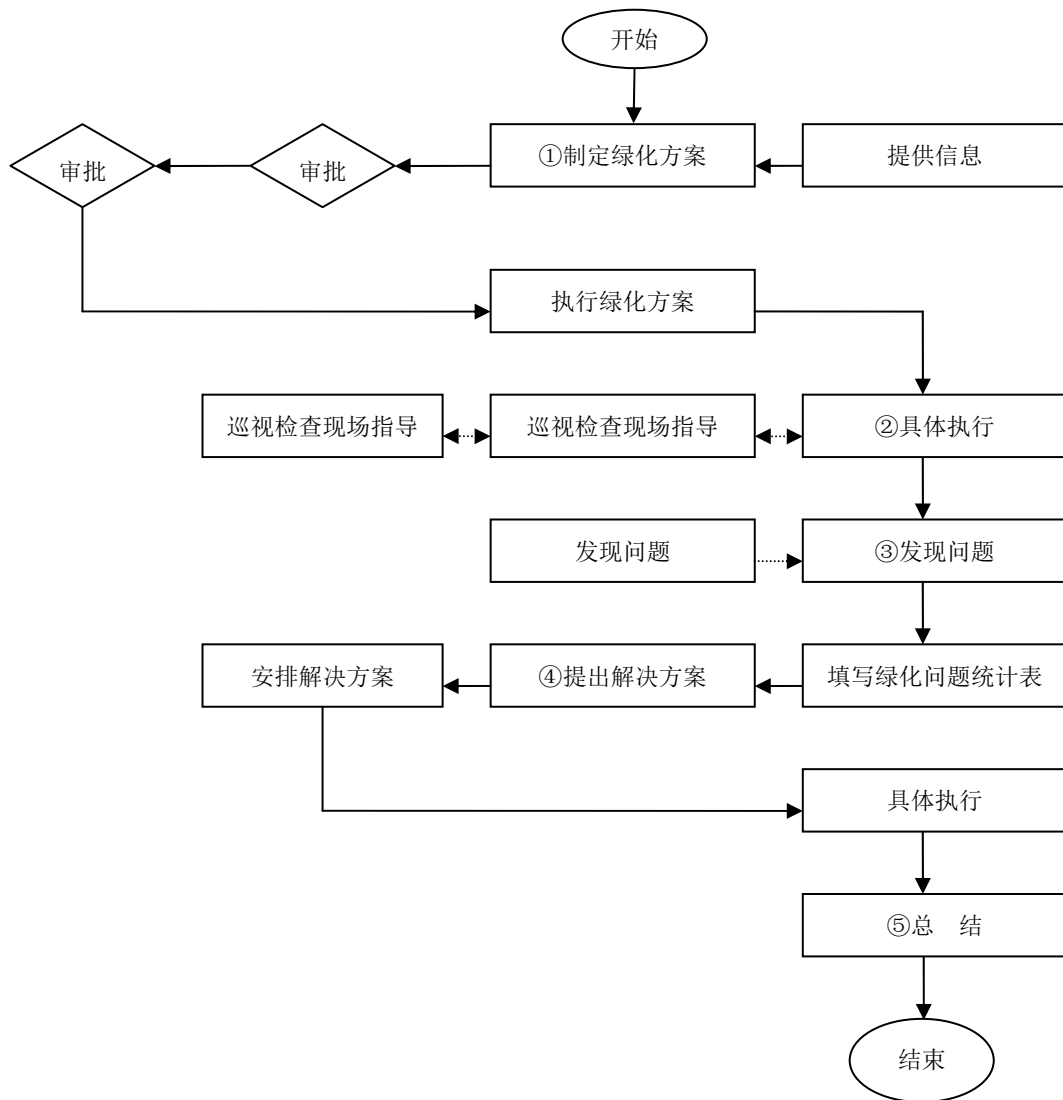 开始
审批
审批
①制定绿化方案
提供信息
执行绿化方案
巡视检查现场指导
巡视检查现场指导
②具体执行
发现问题
③发现问题
安排解决方案
④提出解决方案
填写绿化问题统计表
具体执行
⑤总　结
结束